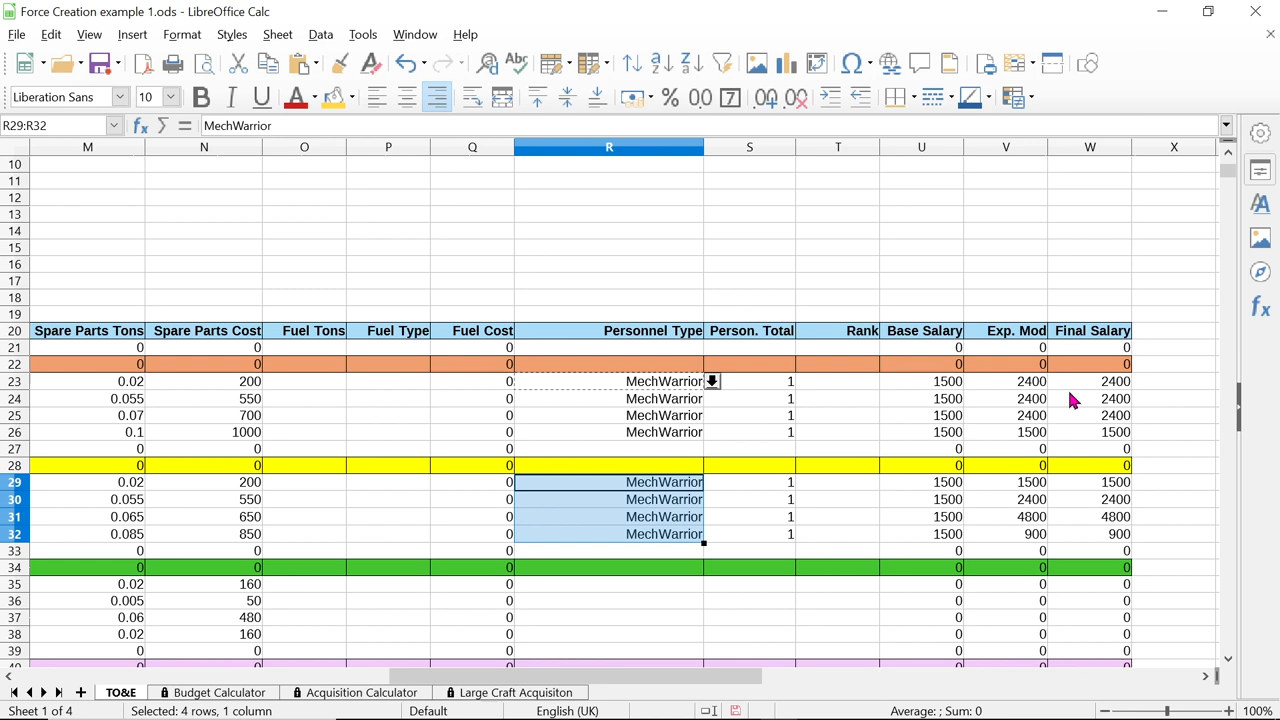 Force Creation example 1.ods - LibreOffice Calc
File Edit View Insert Format Styles Sheet Data Tools Window Help
Liberation Sans 10
R29:R32 MechWarrior
M N O P Q R S T U V W X
10
11
12
13
14
15
16
17
18
19
20 Spare Parts Tons Spare Parts Cost Fuel Tons Fuel Type Fuel Cost Personnel Type Person. Total Rank Base Salary Exp. Mod Final Salary
21 0 0 0 0 0 0
22 0 0 0 0 0 0
23 0.02 200 0 MechWarrior 1 1500 2400 2400
24 0.055 550 0 MechWarrior 1 1500 2400 2400
25 0.07 700 0 MechWarrior 1 1500 2400 2400
26 0.1 1000 0 MechWarrior 1 1500 1500 1500
27 0 0 0 0 0 0
28 0 0 0 0 0 0
29 0.02 200 0 MechWarrior 1 1500 1500 1500
30 0.055 550 0 MechWarrior 1 1500 2400 2400
31 0.065 650 0 MechWarrior 1 1500 4800 4800
32 0.085 850 0 MechWarrior 1 1500 900 900
33 0 0 0 0 0 0
34 0 0 0 0 0 0
35 0.02 160 0 0 0 0
36 0.005 50 0 0 0 0
37 0.06 480 0 0 0 0
38 0.02 160 0 0 0 0
39 0 0 0 0 0 0
40 0 0 0 0 0 0
TO&E Budget Calculator Acquisition Calculator Large Craft Acquisiton
Sheet 1 of 4 Selected: 4 rows, 1 column Default English (UK) Average: ; Sum: 0 100%